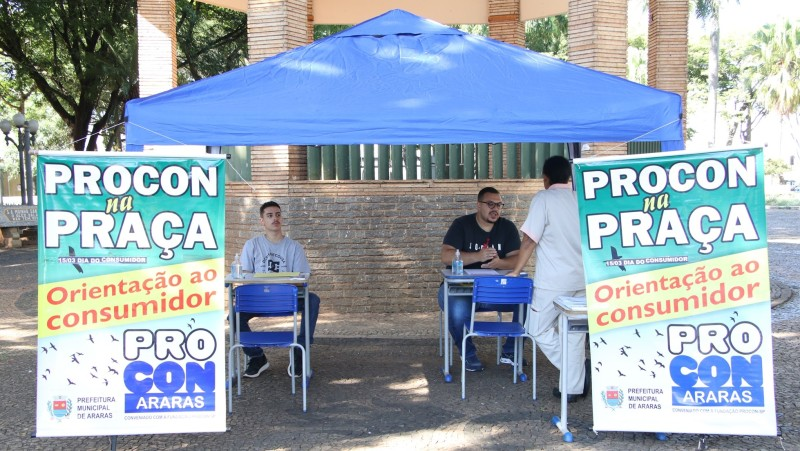 PROCON
na
PRAÇA
15/03 DIA DO CONSUMIDOR
Orientação ao
consumidor
PRO
CON
ARARAS
PREFEITURA
MUNICIPAL
DE ARARAS
PROCON
na
PRAÇA
15/03 DIA DO CONSUMIDOR
Orientação ao
consumidor
PRO
CON
ARARAS
PREFEITURA
MUNICIPAL
DE ARARAS